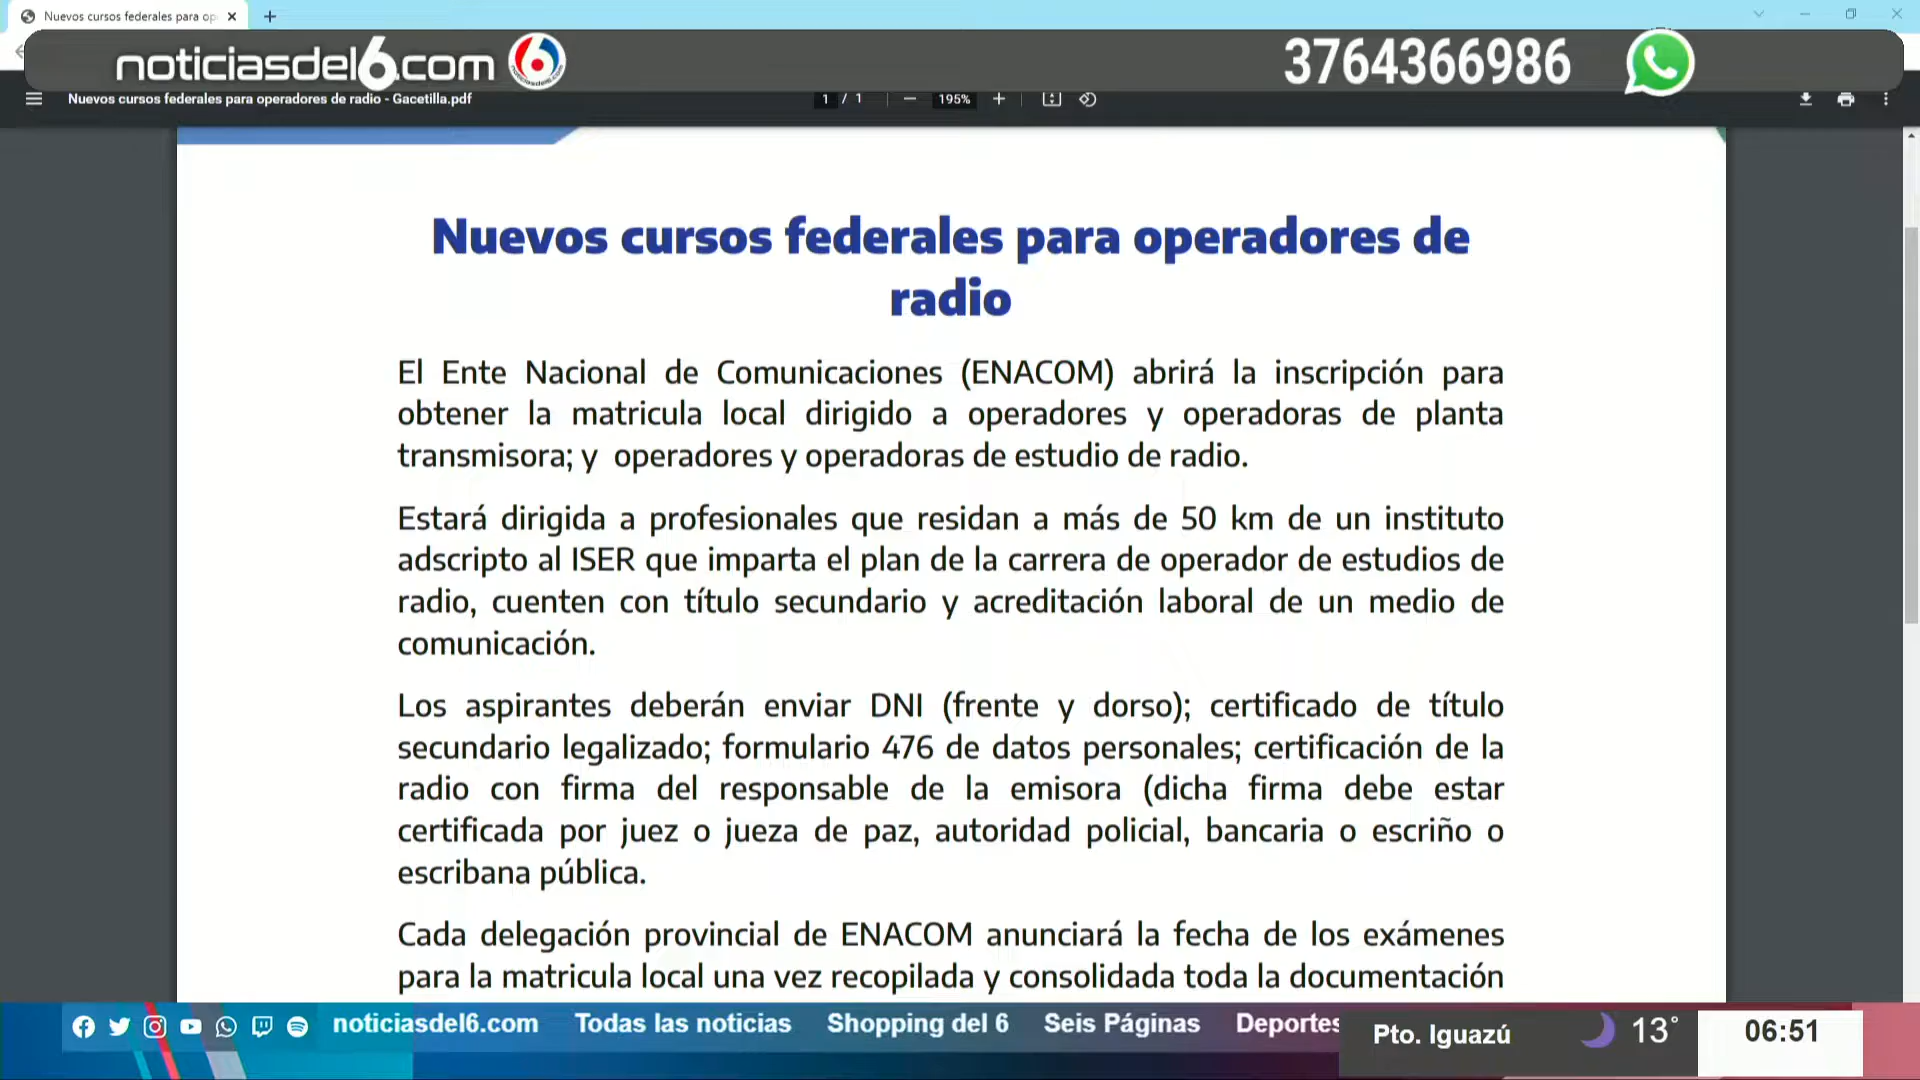 Nuevos cursos federales para op
noticiasdel6.com
3764366986
Nuevos cursos federales para operadores de radio - Gacetilla.pdf
1 / 1
195%
Nuevos cursos federales para operadores de
radio
El Ente Nacional de Comunicaciones (ENACOM) abrirá la inscripción para
obtener la matricula local dirigido a operadores y operadoras de planta
transmisora; y operadores y operadoras de estudio de radio.
Estará dirigida a profesionales que residan a más de 50 km de un instituto
adscripto al ISER que imparta el plan de la carrera de operador de estudios de
radio, cuenten con título secundario y acreditación laboral de un medio de
comunicación.
Los aspirantes deberán enviar DNI (frente y dorso); certificado de título
secundario legalizado; formulario 476 de datos personales; certificación de la
radio con firma del responsable de la emisora (dicha firma debe estar
certificada por juez o jueza de paz, autoridad policial, bancaria o escriño o
escribana pública.
Cada delegación provincial de ENACOM anunciará la fecha de los exámenes
para la matricula local una vez recopilada y consolidada toda la documentación
noticiasdel6.com Todas las noticias Shopping del 6 Seis Páginas Deportes
Pto. Iguazú 13° 06:51